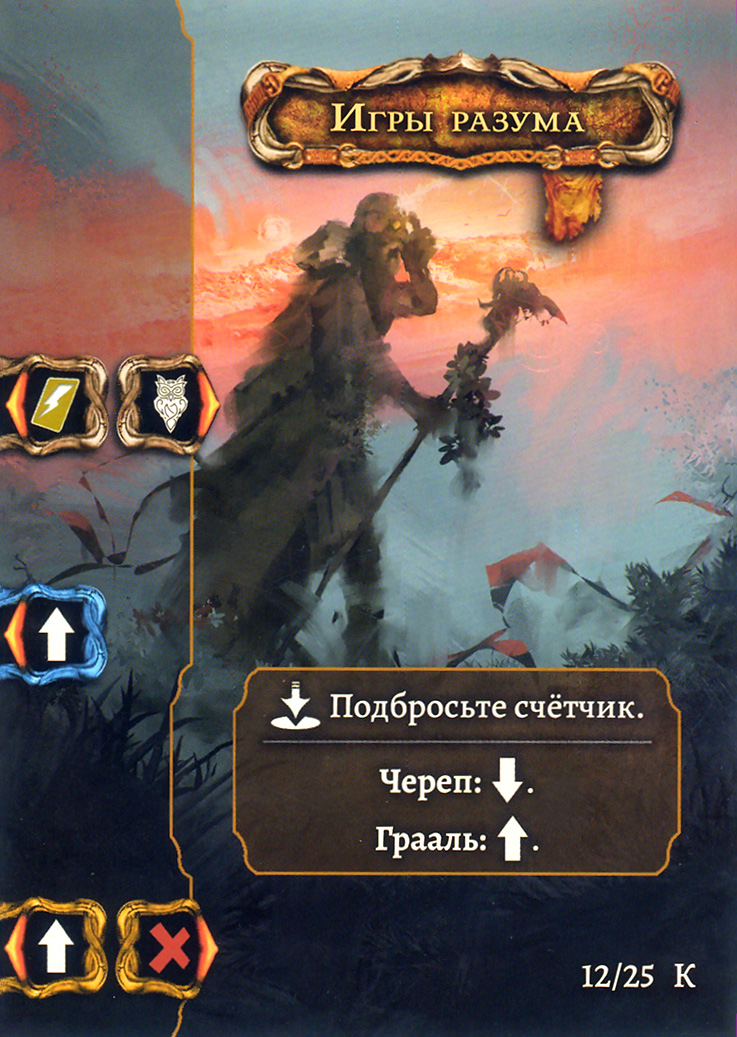 Игры разума
Подбросьте счётчик.
Череп: .
Грааль: .
12/25 К